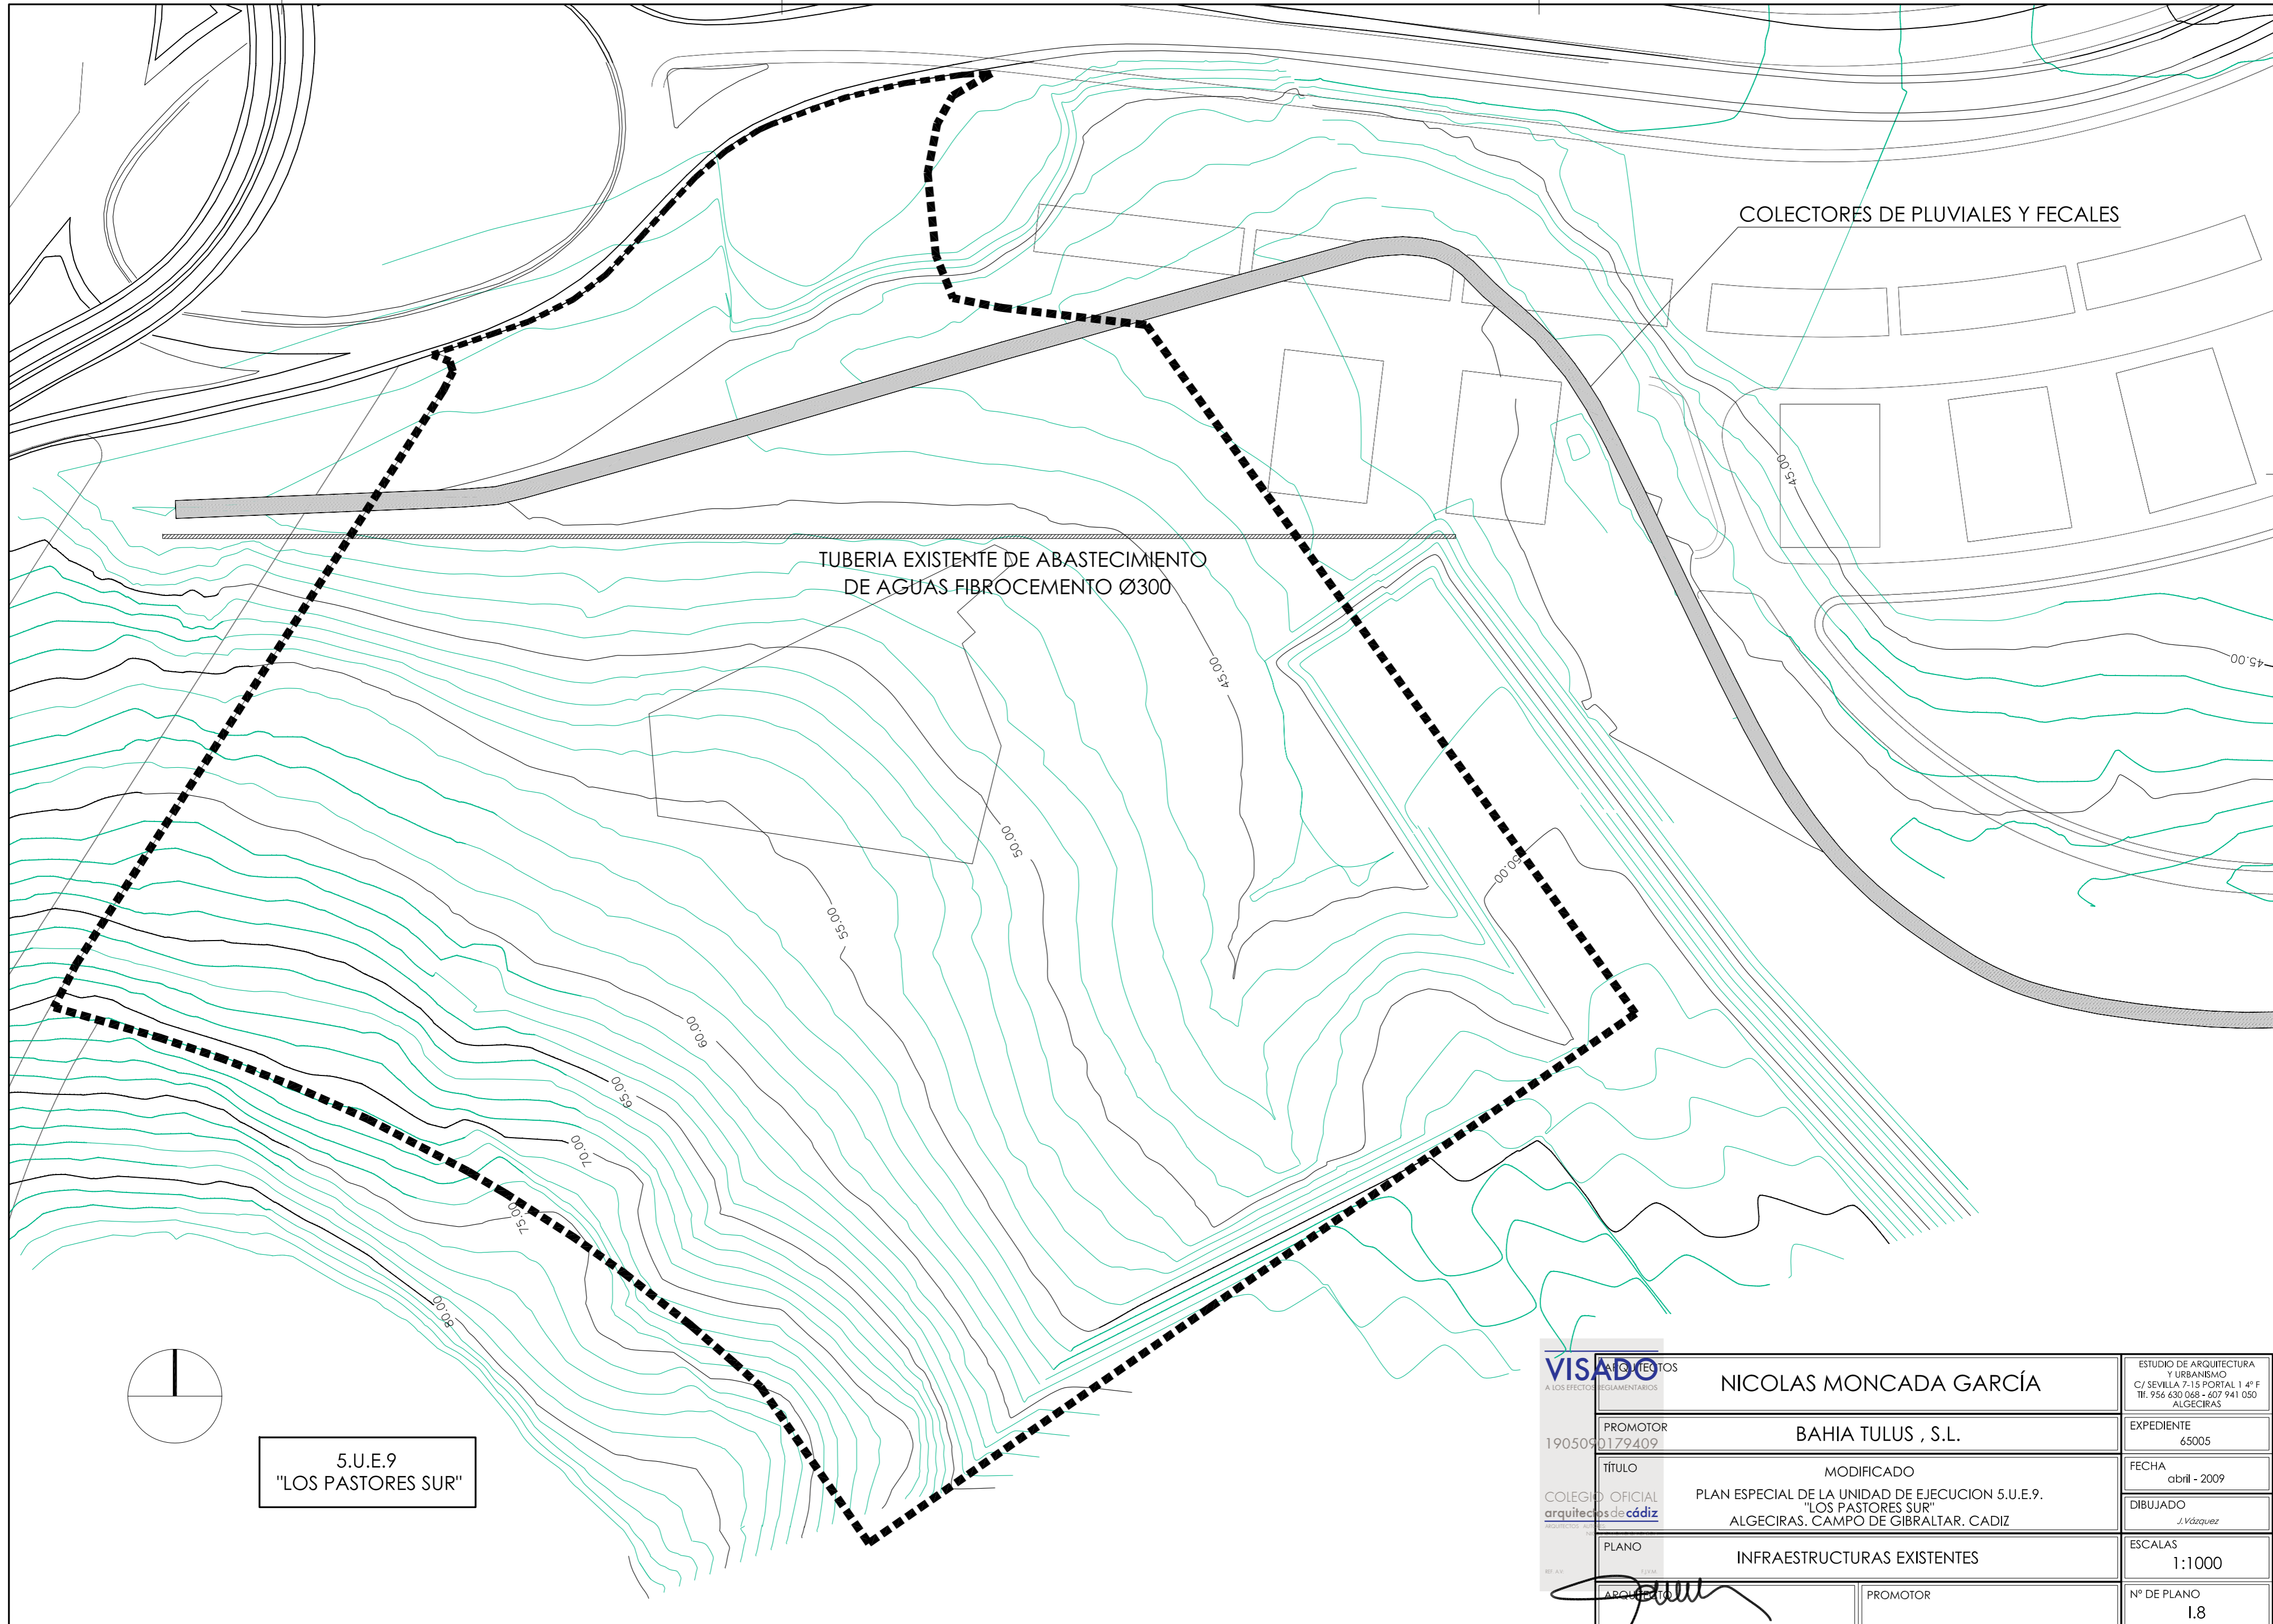 COLECTORES DE PLUVIALES Y FECALES
TUBERIA EXISTENTE DE ABASTECIMIENTO
DE AGUAS FIBROCEMENTO Ø300
45.00
45.00
45.00
50.00
50.00
55.00
60.00
65.00
70.00
75.00
80.00
5.U.E.9
"LOS PASTORES SUR"
VISADO
A LOS EFECTOS REGLAMENTARIOS
1905090179409
COLEGIO OFICIAL
arquitectos de cádiz
ARQUITECTOS
NICOLAS MONCADA GARCÍA
ESTUDIO DE ARQUITECTURA
Y URBANISMO
C/ SEVILLA 7-15 PORTAL 1 4º F
Tlf. 956 630 068 - 607 941 050
ALGECIRAS
PROMOTOR
BAHIA TULUS , S.L.
EXPEDIENTE
65005
TÍTULO
MODIFICADO
PLAN ESPECIAL DE LA UNIDAD DE EJECUCION 5.U.E.9.
"LOS PASTORES SUR"
ALGECIRAS. CAMPO DE GIBRALTAR. CADIZ
FECHA
abril - 2009
DIBUJADO
J.Vázquez
PLANO
INFRAESTRUCTURAS EXISTENTES
ESCALAS
1:1000
ARQUITECTO
PROMOTOR
Nº DE PLANO
I.8